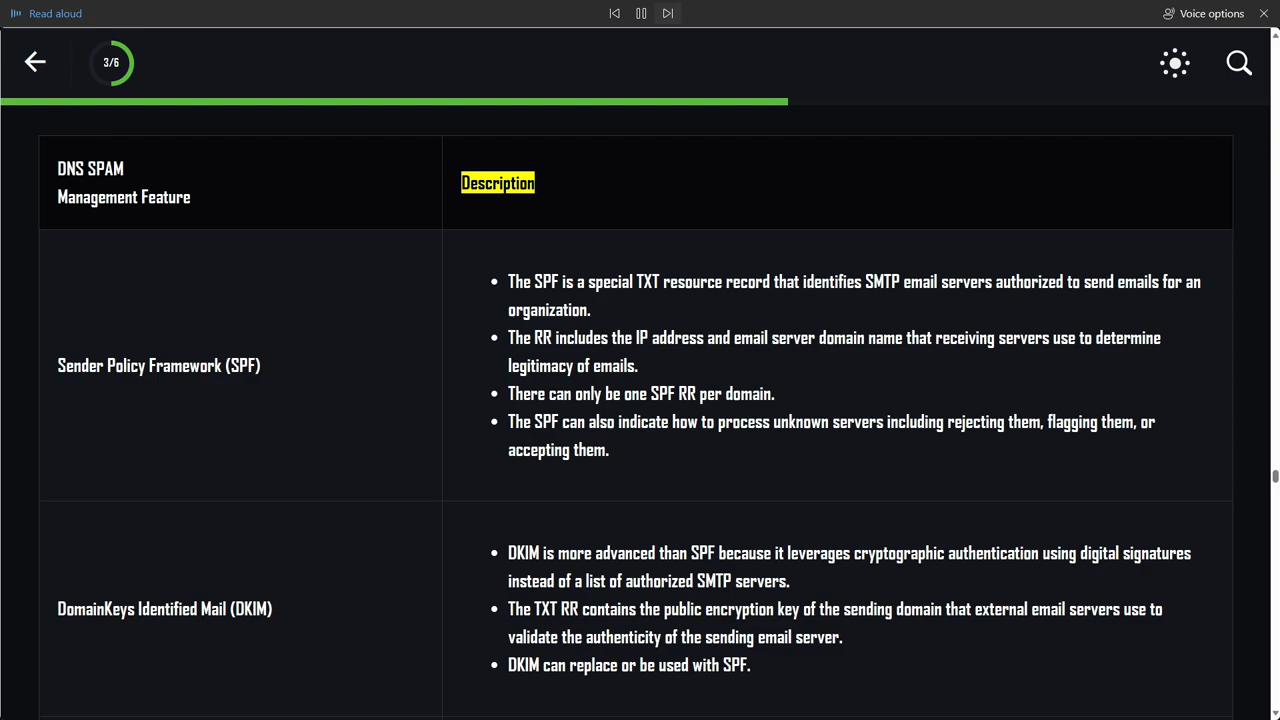 Read aloud
Voice options
3/6
DNS SPAM
Management Feature
Description
Sender Policy Framework (SPF)
• The SPF is a special TXT resource record that identifies SMTP email servers authorized to send emails for an
organization.
• The RR includes the IP address and email server domain name that receiving servers use to determine
legitimacy of emails.
• There can only be one SPF RR per domain.
• The SPF can also indicate how to process unknown servers including rejecting them, flagging them, or
accepting them.
DomainKeys Identified Mail (DKIM)
• DKIM is more advanced than SPF because it leverages cryptographic authentication using digital signatures
instead of a list of authorized SMTP servers.
• The TXT RR contains the public encryption key of the sending domain that external email servers use to
validate the authenticity of the sending email server.
• DKIM can replace or be used with SPF.